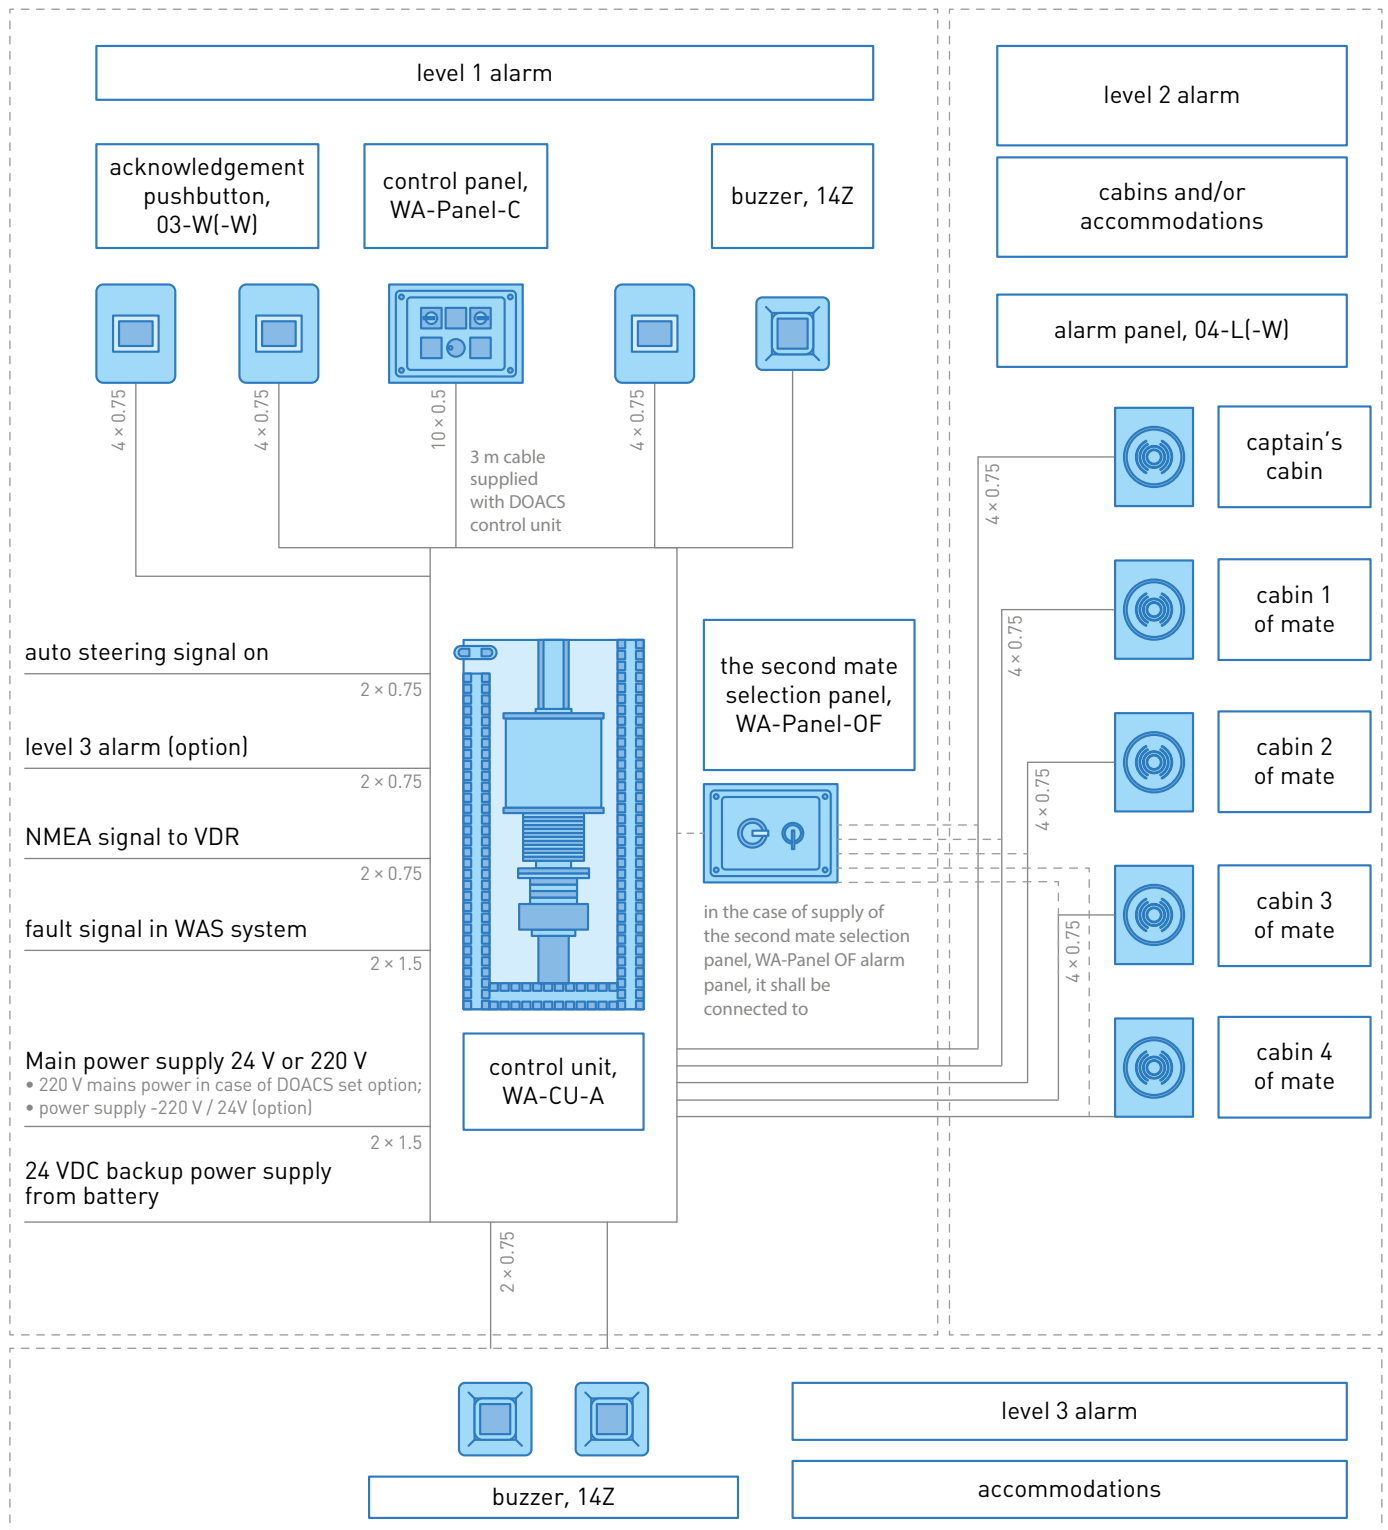 level 1 alarm
level 2 alarm
acknowledgement
pushbutton,
03-W(-W)
control panel,
WA-Panel-C
buzzer, 14Z
cabins and/or
accommodations
alarm panel, 04-L(-W)
4 × 0.75
4 × 0.75
10 × 0.5
4 × 0.75
3 m cable
supplied
with DOACS
control unit
captain's
cabin
4 × 0.75
cabin 1
of mate
4 × 0.75
cabin 2
of mate
4 × 0.75
cabin 3
of mate
4 × 0.75
cabin 4
of mate
auto steering signal on
2 × 0.75
level 3 alarm (option)
2 × 0.75
NMEA signal to VDR
2 × 0.75
fault signal in WAS system
2 × 1.5
Main power supply 24 V or 220 V
• 220 V mains power in case of DOACS set option;
• power supply -220 V / 24V (option)
2 × 1.5
24 VDC backup power supply
from battery
the second mate
selection panel,
WA-Panel-OF
in the case of supply of
the second mate selection
panel, WA-Panel OF alarm
panel, it shall be
connected to
control unit,
WA-CU-A
2 × 0.75
level 3 alarm
buzzer, 14Z
accommodations